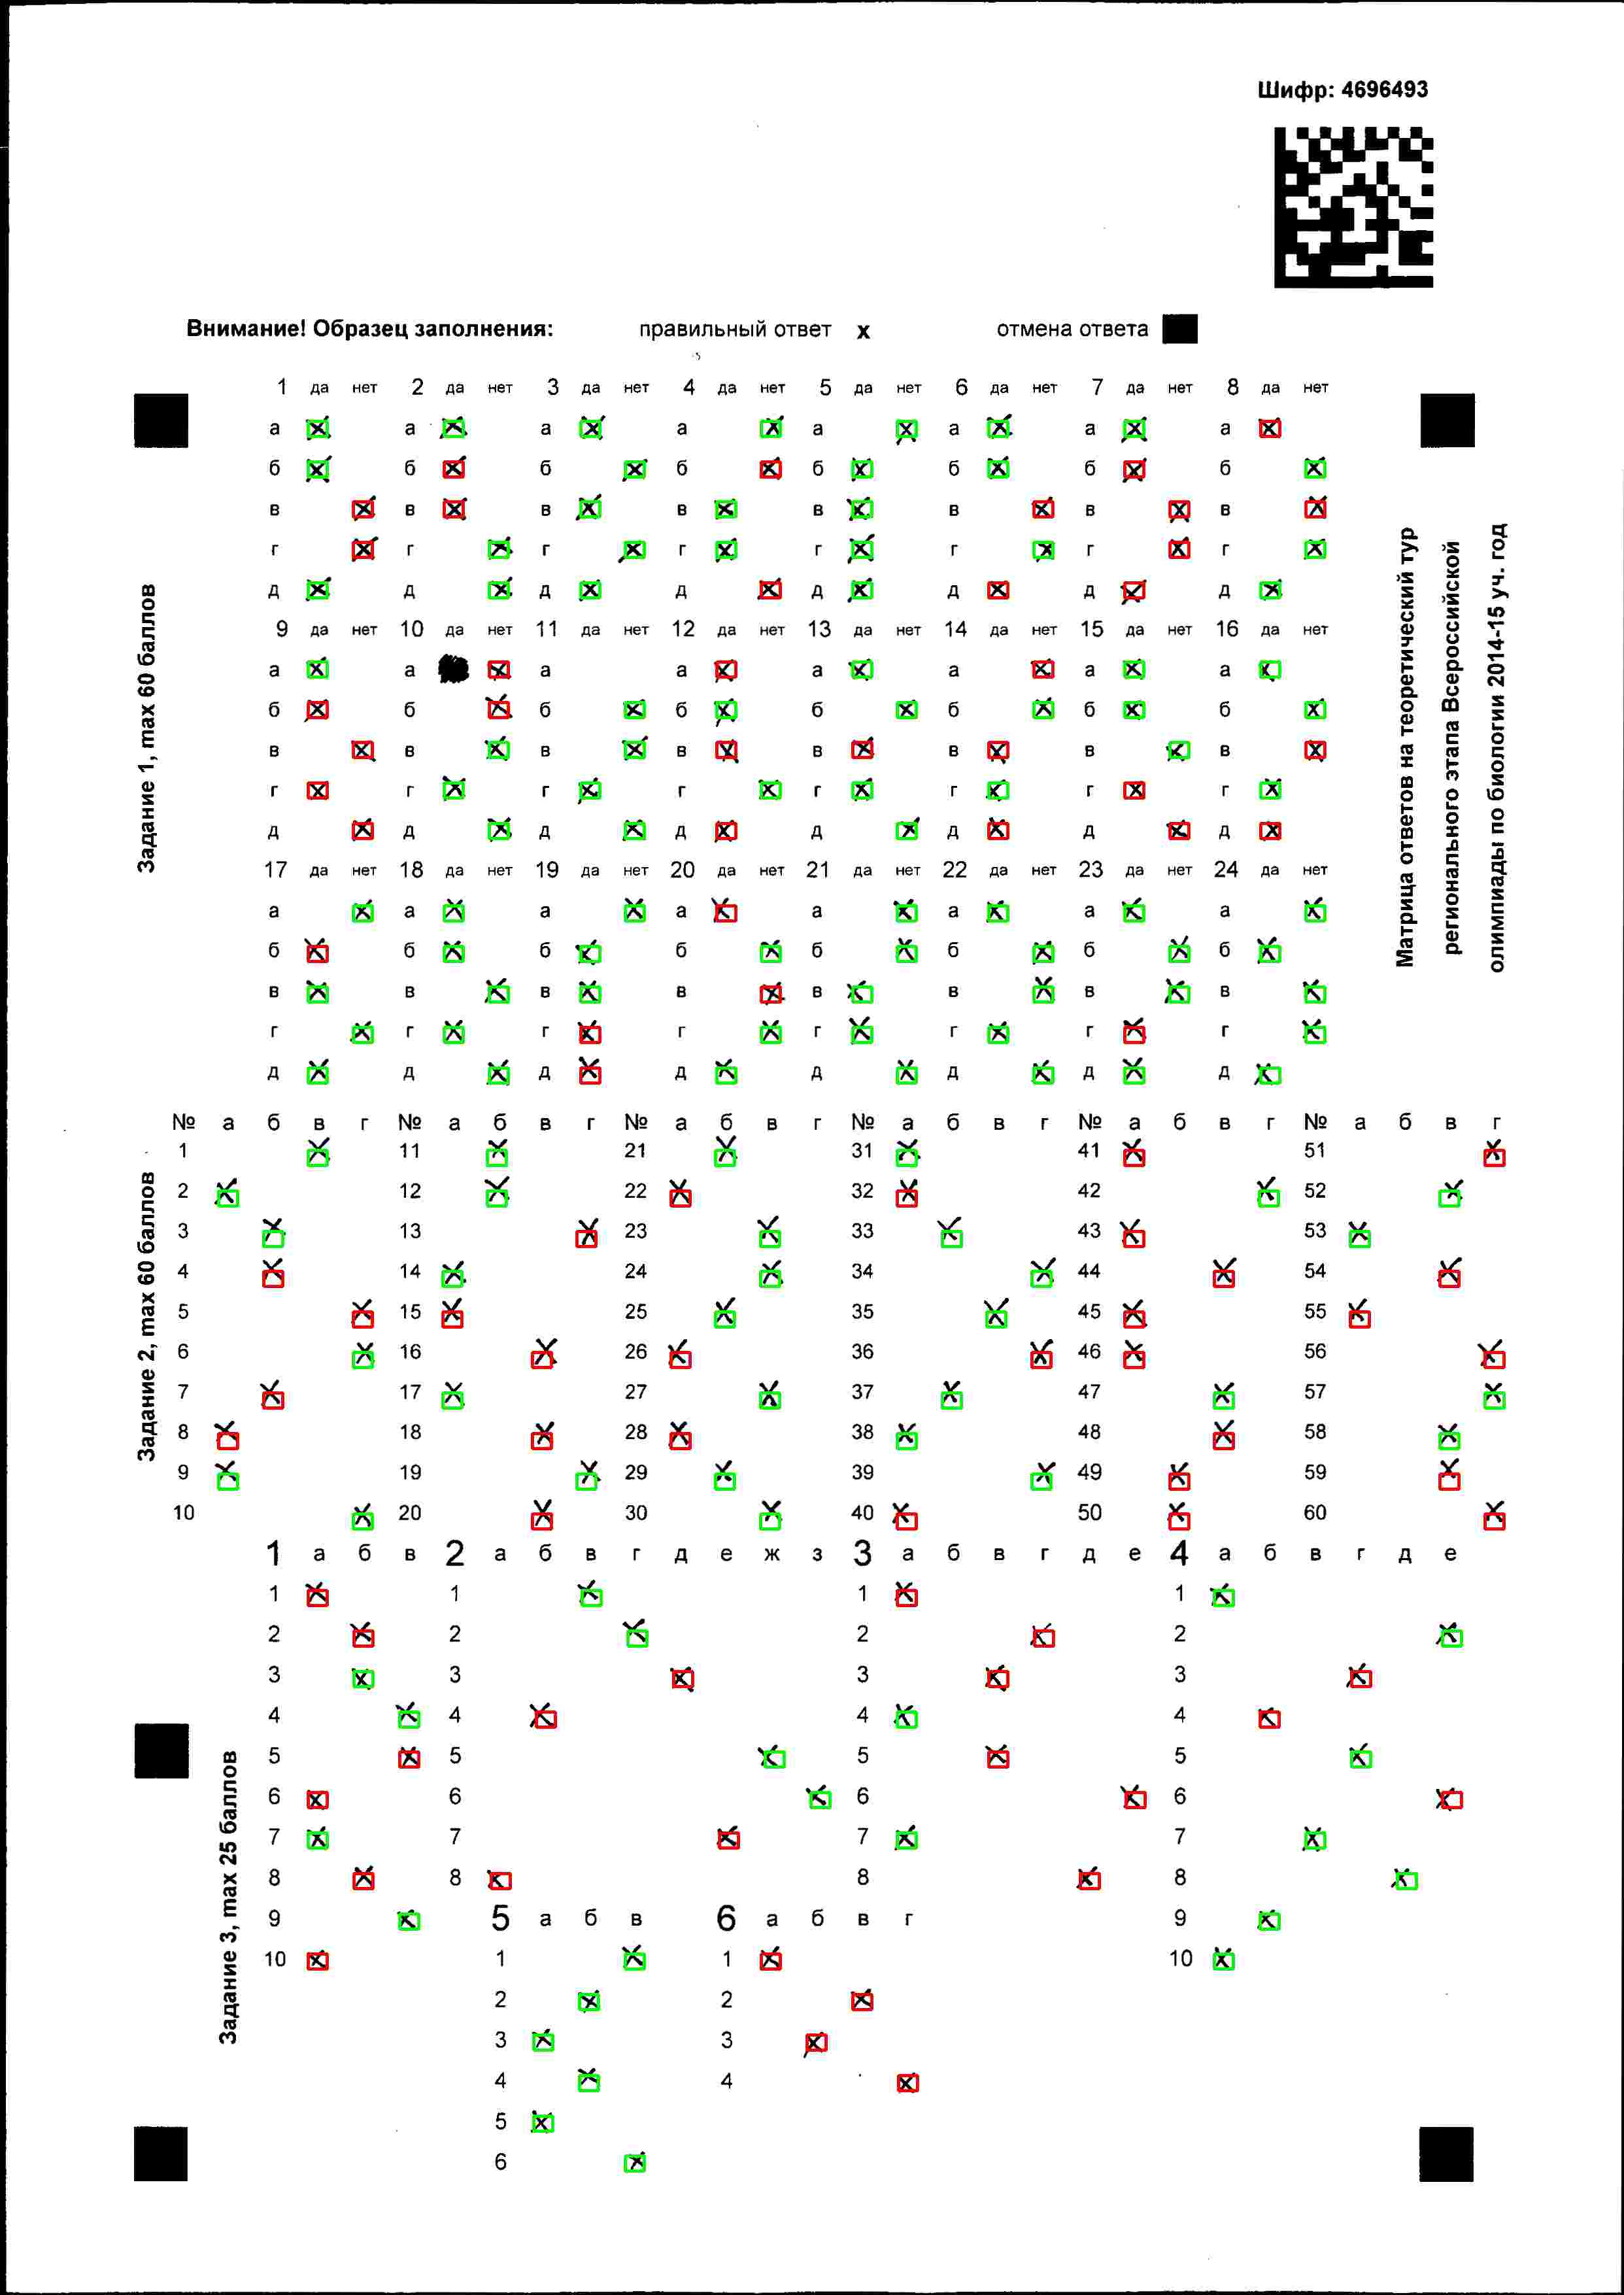 Шифр: 4696493
Внимание! Образец заполнения: правильный ответ x отмена ответа
1 да нет 2 да нет 3 да нет 4 да нет 5 да нет 6 да нет 7 да нет 8 да нет
а а а а а а а а
б б б б б б б б
в в в в в в в в
г г г г г г г г
д д д д д д д д
9 да нет 10 да нет 11 да нет 12 да нет 13 да нет 14 да нет 15 да нет 16 да нет
а а а а а а а а
б б б б б б б б
в в в в в в в в
г г г г г г г г
д д д д д д д д
17 да нет 18 да нет 19 да нет 20 да нет 21 да нет 22 да нет 23 да нет 24 да нет
а а а а а а а а
б б б б б б б б
в в в в в в в в
г г г г г г г г
д д д д д д д д
Задание 1, max 60 баллов
Матрица ответов на теоретический тур
регионального этапа Всероссийской
олимпиады по биологии 2014-15 уч. год
№ а б в г № а б в г № а б в г № а б в г № а б в г № а б в г
1 11 21 31 41 51
2 12 22 32 42 52
3 13 23 33 43 53
4 14 24 34 44 54
5 15 25 35 45 55
6 16 26 36 46 56
7 17 27 37 47 57
8 18 28 38 48 58
9 19 29 39 49 59
10 20 30 40 50 60
Задание 2, max 60 баллов
1 а б в 2 а б в г д е ж з 3 а б в г д е 4 а б в г д е
1 1 1 1
2 2 2 2
3 3 3 3
4 4 4 4
5 5 5 5
6 6 6 6
7 7 7 7
8 8 8 8
9 5 а б в 6 а б в г 9
10 1 1 10
2 2
3 3
4 4
5
6
Задание 3, max 25 баллов